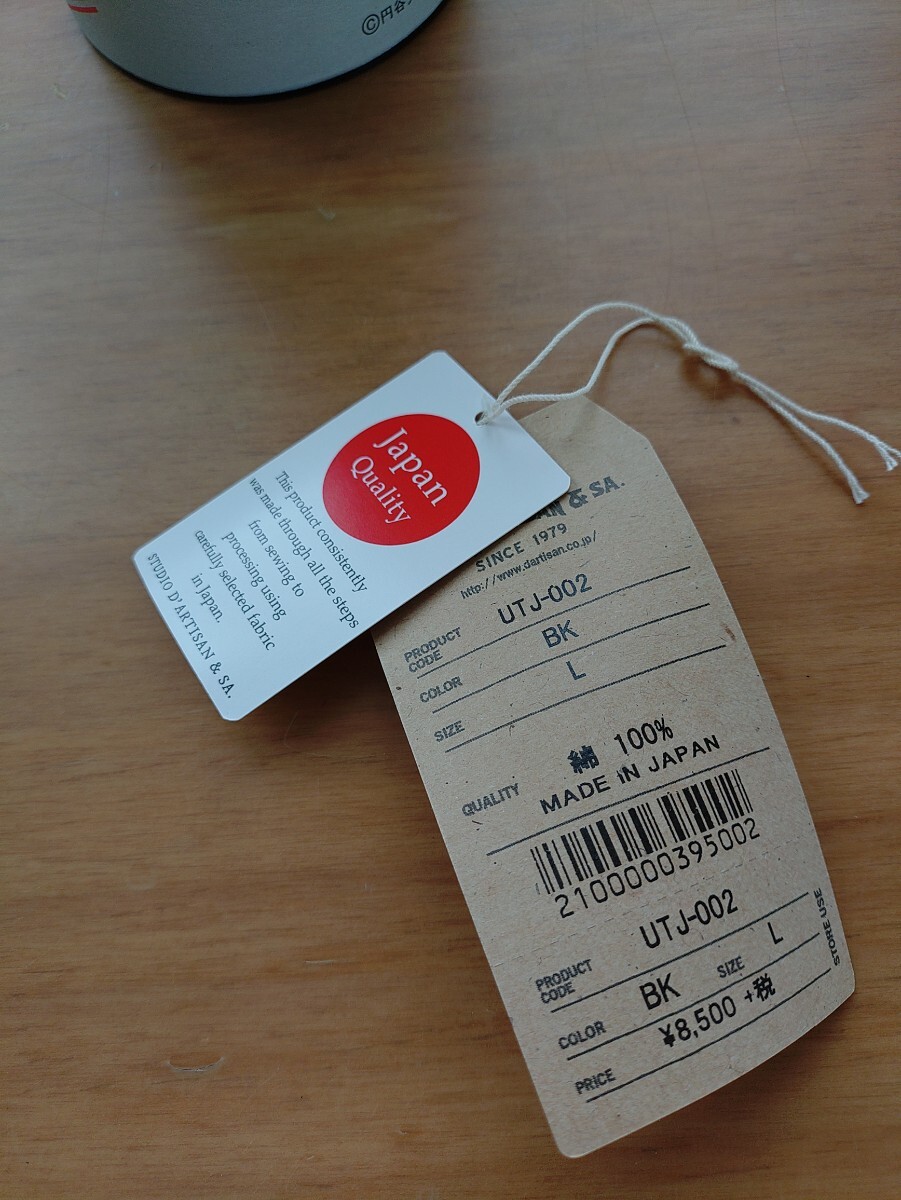 ©円谷
Japan
Quality
This product consistently
was made through all the steps
from sewing to
processing using
carefully selected fabric
in Japan.
STUDIO D'ARTISAN & SA.
& SA.
SINCE 1979
http://www.dartisan.co.jp/
PRODUCT CODE UTJ-002
COLOR BK
SIZE L
QUALITY 綿 100%
MADE IN JAPAN
2100000395002
PRODUCT CODE UTJ-002
COLOR BK SIZE L
PRICE ¥8,500 +税
STORE USE